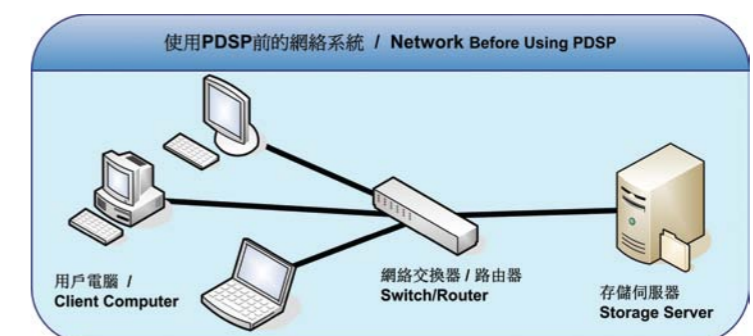 使用PDSP前的網絡系統 / Network Before Using PDSP
用戶電腦 /
Client Computer
網絡交換器 / 路由器
Switch/Router
存儲伺服器
Storage Server